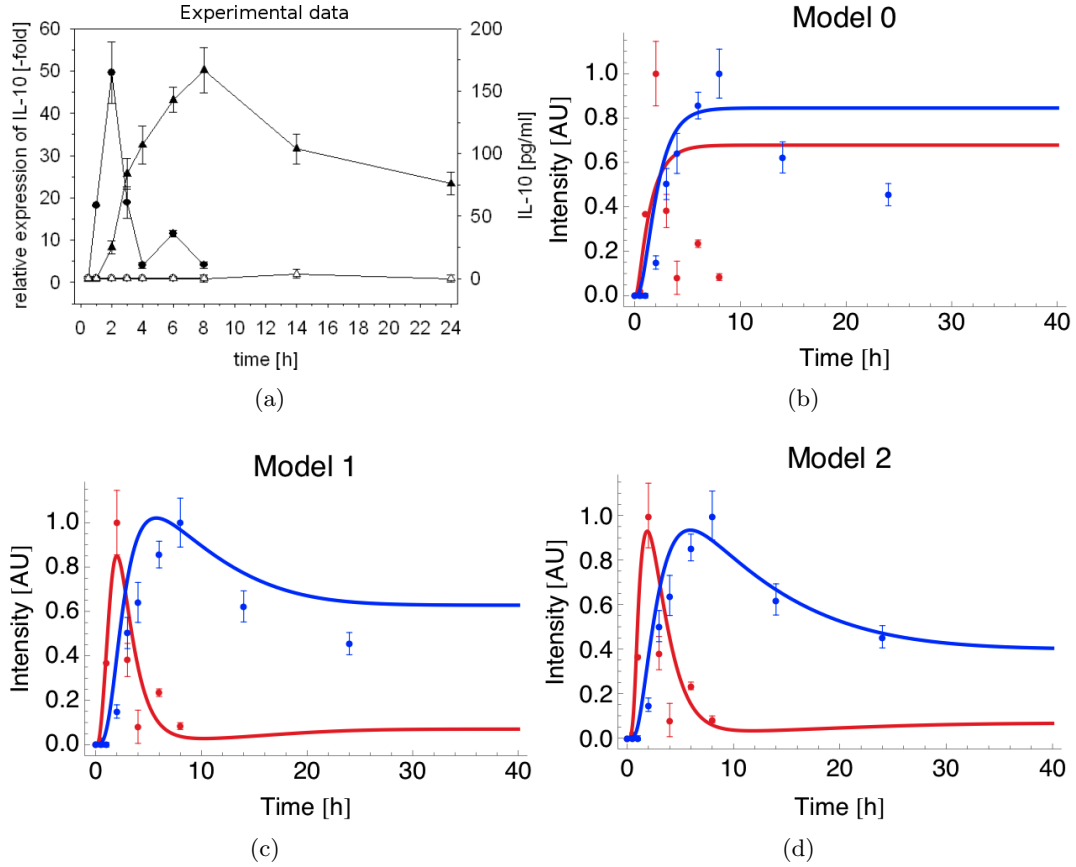 Experimental data
relative expression of IL-10 [-fold]
60
50
40
30
20
10
0
200
150
100
50
0
IL-10 [pg/ml]
0 2 4 6 8 10 12 14 16 18 20 22 24
time [h]
(a)
Model 0
Intensity [AU]
1.0
0.8
0.6
0.4
0.2
0.0
0 10 20 30 40
Time [h]
(b)
Model 1
Intensity [AU]
1.0
0.8
0.6
0.4
0.2
0.0
0 10 20 30 40
Time [h]
(c)
Model 2
Intensity [AU]
1.0
0.8
0.6
0.4
0.2
0.0
0 10 20 30 40
Time [h]
(d)